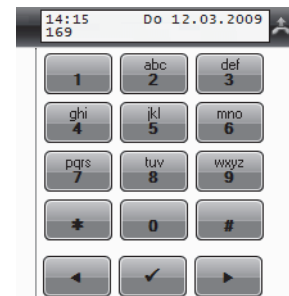 14:15 Do 12.03.2009
169
1 abc 2 def 3
ghi 4 jkl 5 mno 6
pqrs 7 tuv 8 wxyz 9
* 0 #